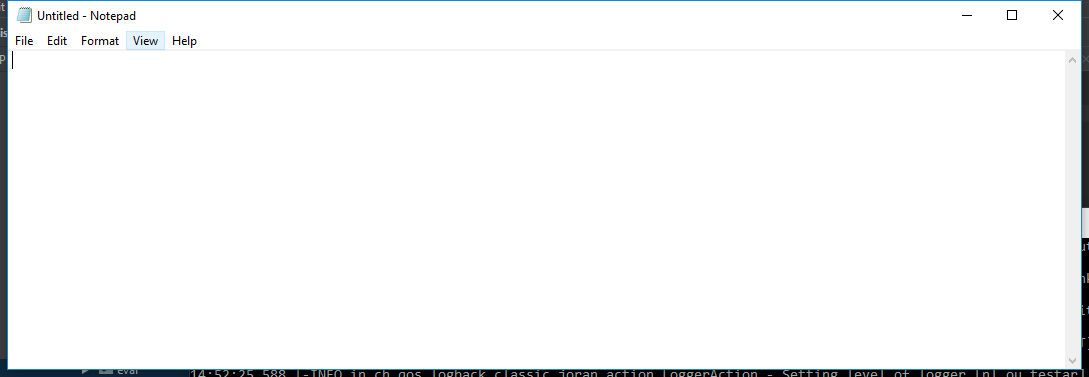 Untitled - Notepad
File Edit Format View Help
eval
14:52:25,588 |-INFO in ch.qos.logback.classic.joran.action.LoggerAction - Setting level of logger [nl.ou.testar